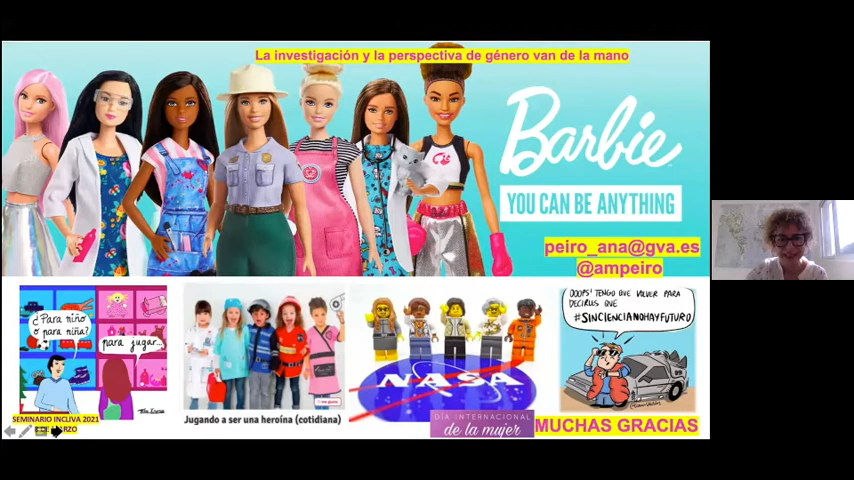 La investigación y la perspectiva de género van de la mano
Barbie
YOU CAN BE ANYTHING
peiro_ana@gva.es
@ampeiro
¿Para niño
o para niña?
para jugar...
OOOPS! TENGO QUE VOLVER PARA
DECIRLES QUE
#SINCIENCIANOHAYFUTURO
NASA
Jugando a ser una heroína (cotidiana)
SEMINARIO INCLIVA 2021
DÍA INTERNACIONAL
de la mujer
MUCHAS GRACIAS